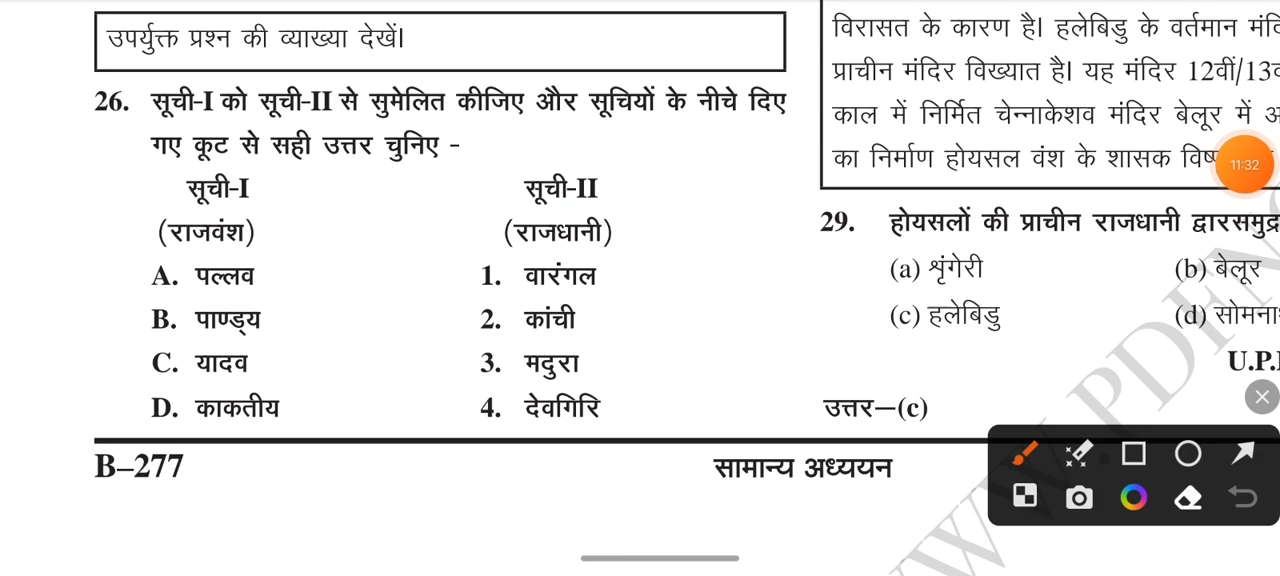 उपर्युक्त प्रश्न की व्याख्या देखें।
26. सूची-I को सूची-II से सुमेलित कीजिए और सूचियों के नीचे दिए
गए कूट से सही उत्तर चुनिए -
सूची-I सूची-II
(राजवंश) (राजधानी)
A. पल्लव 1. वारंगल
B. पाण्ड्य 2. कांची
C. यादव 3. मदुरा
D. काकतीय 4. देवगिरि
B–277
सामान्य अध्ययन
विरासत के कारण है। हलेबिडु के वर्तमान
प्राचीन मंदिर विख्यात है। यह मंदिर 12वीं/13
काल में निर्मित चेन्नाकेशव मंदिर बेलूर में
का निर्माण होयसल वंश के शासक
11:32
29. होयसलों की प्राचीन राजधानी द्वारसमुद्र
(a) शृंगेरी (b) बेलूर
(c) हलेबिडु (d)
U.P.
उत्तर—(c)